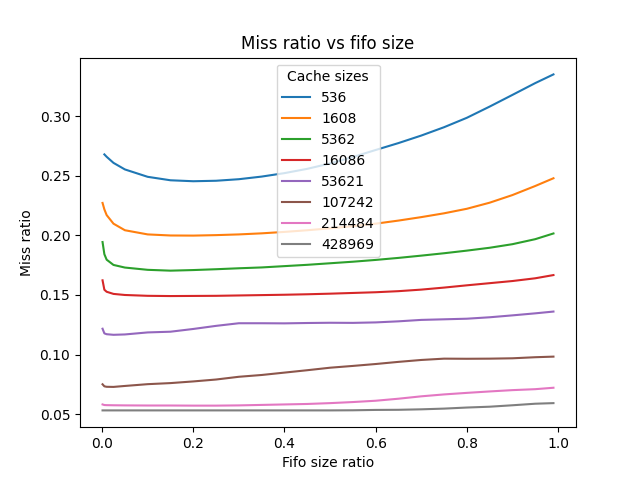 Miss ratio vs fifo size
Cache sizes
536
1608
5362
16086
53621
107242
214484
428969
0.30
0.25
0.20
0.15
0.10
0.05
Miss ratio
0.0 0.2 0.4 0.6 0.8 1.0
Fifo size ratio